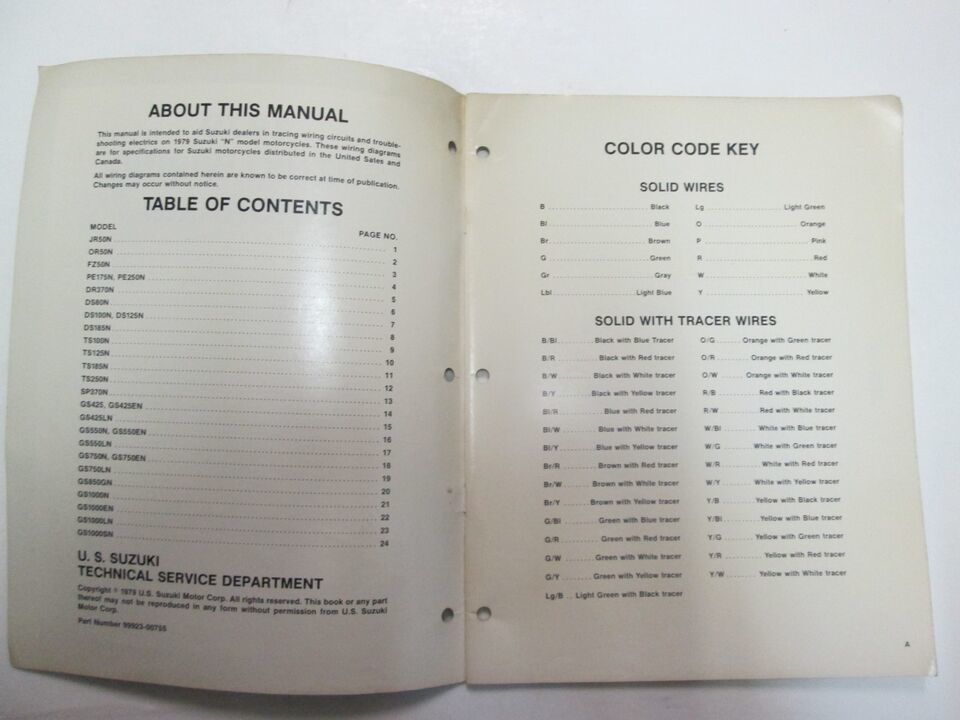 ABOUT THIS MANUAL
This manual is intended to aid Suzuki dealers in tracing wiring circuits and trouble-
shooting electrics on 1979 Suzuki "N" model motorcycles. These wiring diagrams
are for specifications for Suzuki motorcycles distributed in the United Sates and
Canada.
All wiring diagrams contained herein are known to be correct at time of publication.
Changes may occur without notice.
TABLE OF CONTENTS
MODEL PAGE NO.
JR50N 1
OR50N 2
FZ50N 3
PE175N, PE250N 4
DR370N 5
DS80N 6
DS100N, DS125N 7
DS185N 8
TS100N 9
TS125N 10
TS185N 11
TS250N 12
SP370N 13
GS425, GS425EN 14
GS425LN 15
GS550N, GS550EN 16
GS550LN 17
GS750N, GS750EN 18
GS750LN 19
GS850GN 20
GS1000N 21
GS1000EN 22
GS1000LN 23
GS1000SN 24
U. S. SUZUKI
TECHNICAL SERVICE DEPARTMENT
Copyright © 1979 U.S. Suzuki Motor Corp. All rights reserved. This book or any part
thereof may not be reproduced in any form without permission from U.S. Suzuki
Motor Corp.
Part Number 99923-00755
COLOR CODE KEY
SOLID WIRES
B Black Lg Light Green
Bl Blue O Orange
Br Brown P Pink
G Green R Red
Gr Gray W White
Lbl Light Blue Y Yellow
SOLID WITH TRACER WIRES
B/Bl Black with Blue Tracer O/G Orange with Green tracer
B/R Black with Red tracer O/R Orange with Red tracer
B/W Black with White tracer O/W Orange with White tracer
B/Y Black with Yellow tracer R/B Red with Black tracer
Bl/R Blue with Red tracer R/W Red with White tracer
Bl/W Blue with White tracer W/Bl White with Blue tracer
Bl/Y Blue with Yellow tracer W/G White with Green tracer
Br/R Brown with Red tracer W/R White with Red tracer
Br/W Brown with White tracer W/Y White with Yellow tracer
Br/Y Brown with Yellow tracer Y/B Yellow with Black tracer
G/Bl Green with Blue tracer Y/Bl Yellow with Blue tracer
G/R Green with Red tracer Y/G Yellow with Green tracer
G/W Green with White tracer Y/R Yellow with Red tracer
G/Y Green with Yellow tracer Y/W Yellow with White tracer
Lg/B Light Green with Black tracer
A